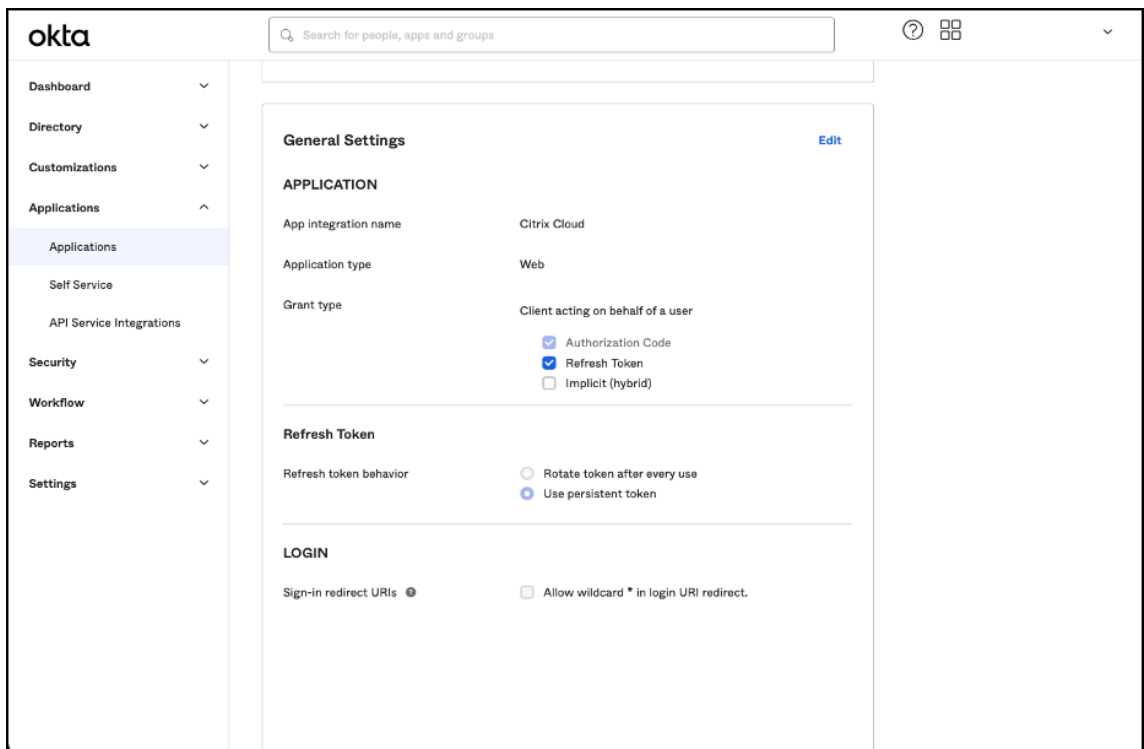 okta
Search for people, apps and groups
Dashboard
Directory
Customizations
Applications
Applications
Self Service
API Service Integrations
Security
Workflow
Reports
Settings
General Settings Edit
APPLICATION
App integration name Citrix Cloud
Application type Web
Grant type Client acting on behalf of a user
Authorization Code
Refresh Token
Implicit (hybrid)
Refresh Token
Refresh token behavior Rotate token after every use
Use persistent token
LOGIN
Sign-in redirect URIs Allow wildcard * in login URI redirect.